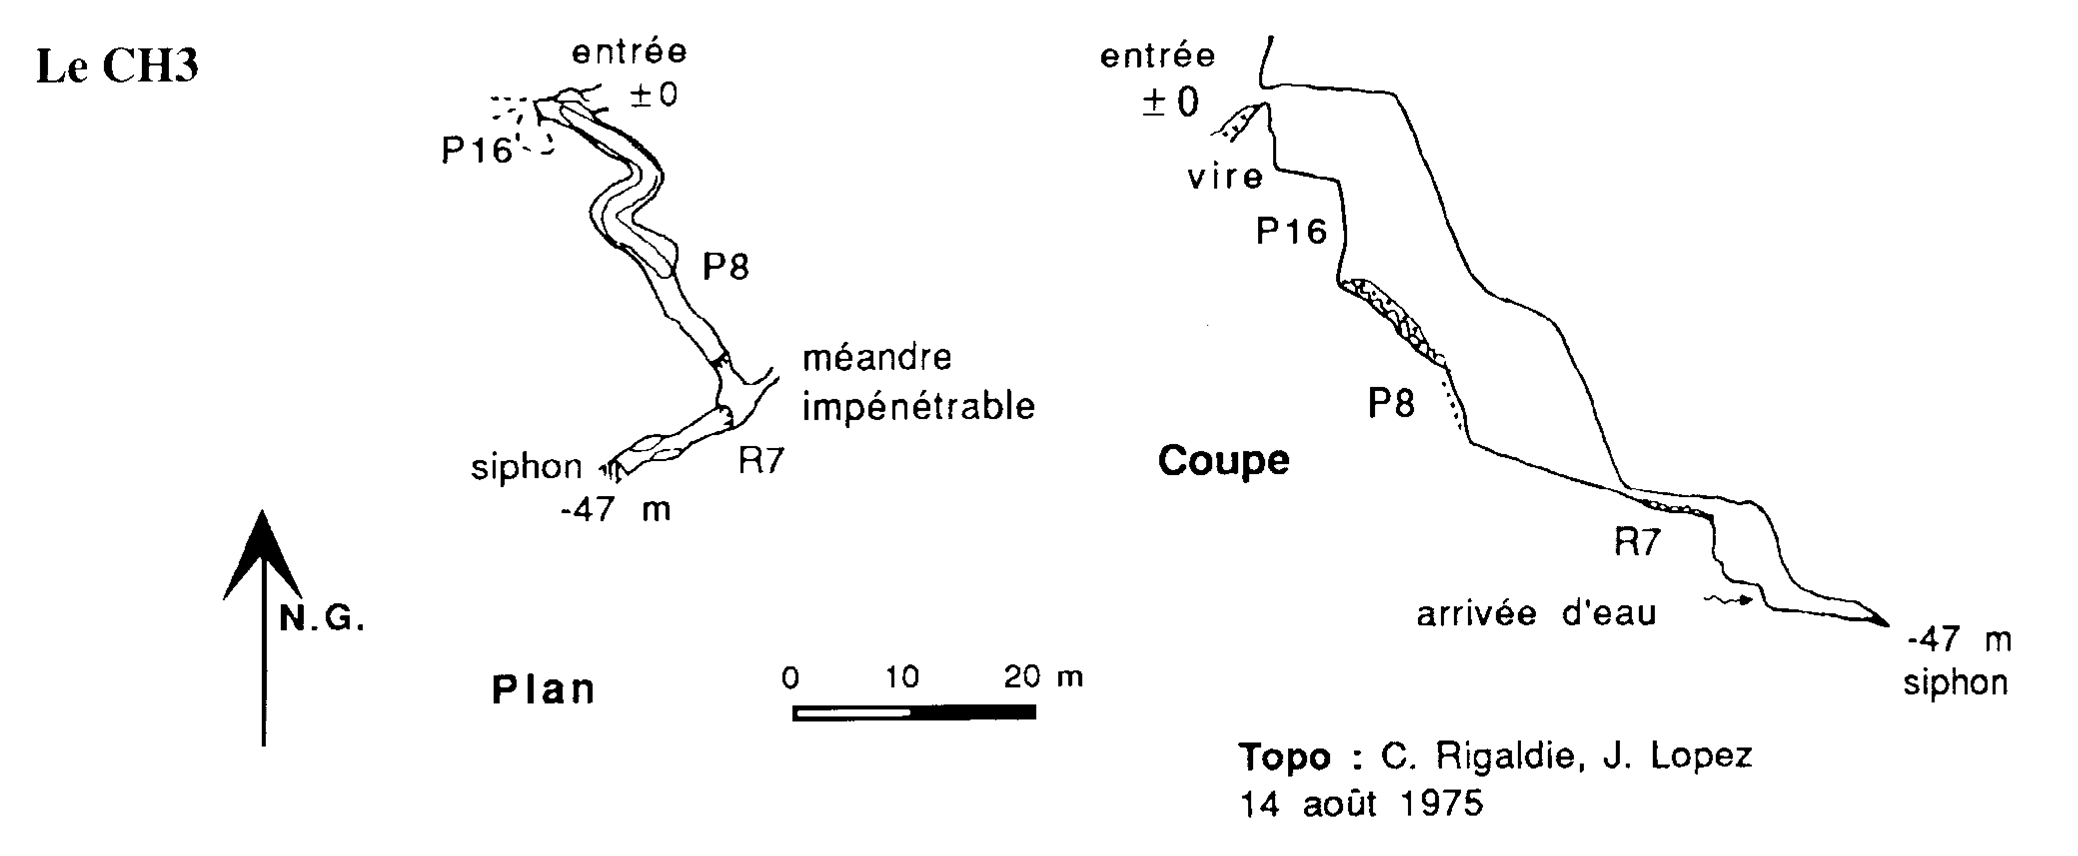 Le CH3
entrée
±0
P16
P8
méandre
impénétrable
R7
siphon
-47 m
N.G.
Plan
0 10 20 m
entrée
±0
vire
P16
P8
Coupe
R7
arrivée d'eau
-47 m
siphon
Topo : C. Rigaldie, J. Lopez
14 août 1975